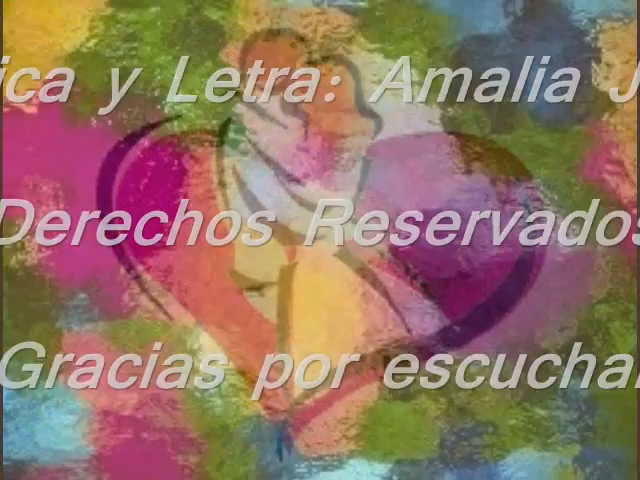 ica y Letra: Amalia J
Derechos Reservados
Gracias por escucha